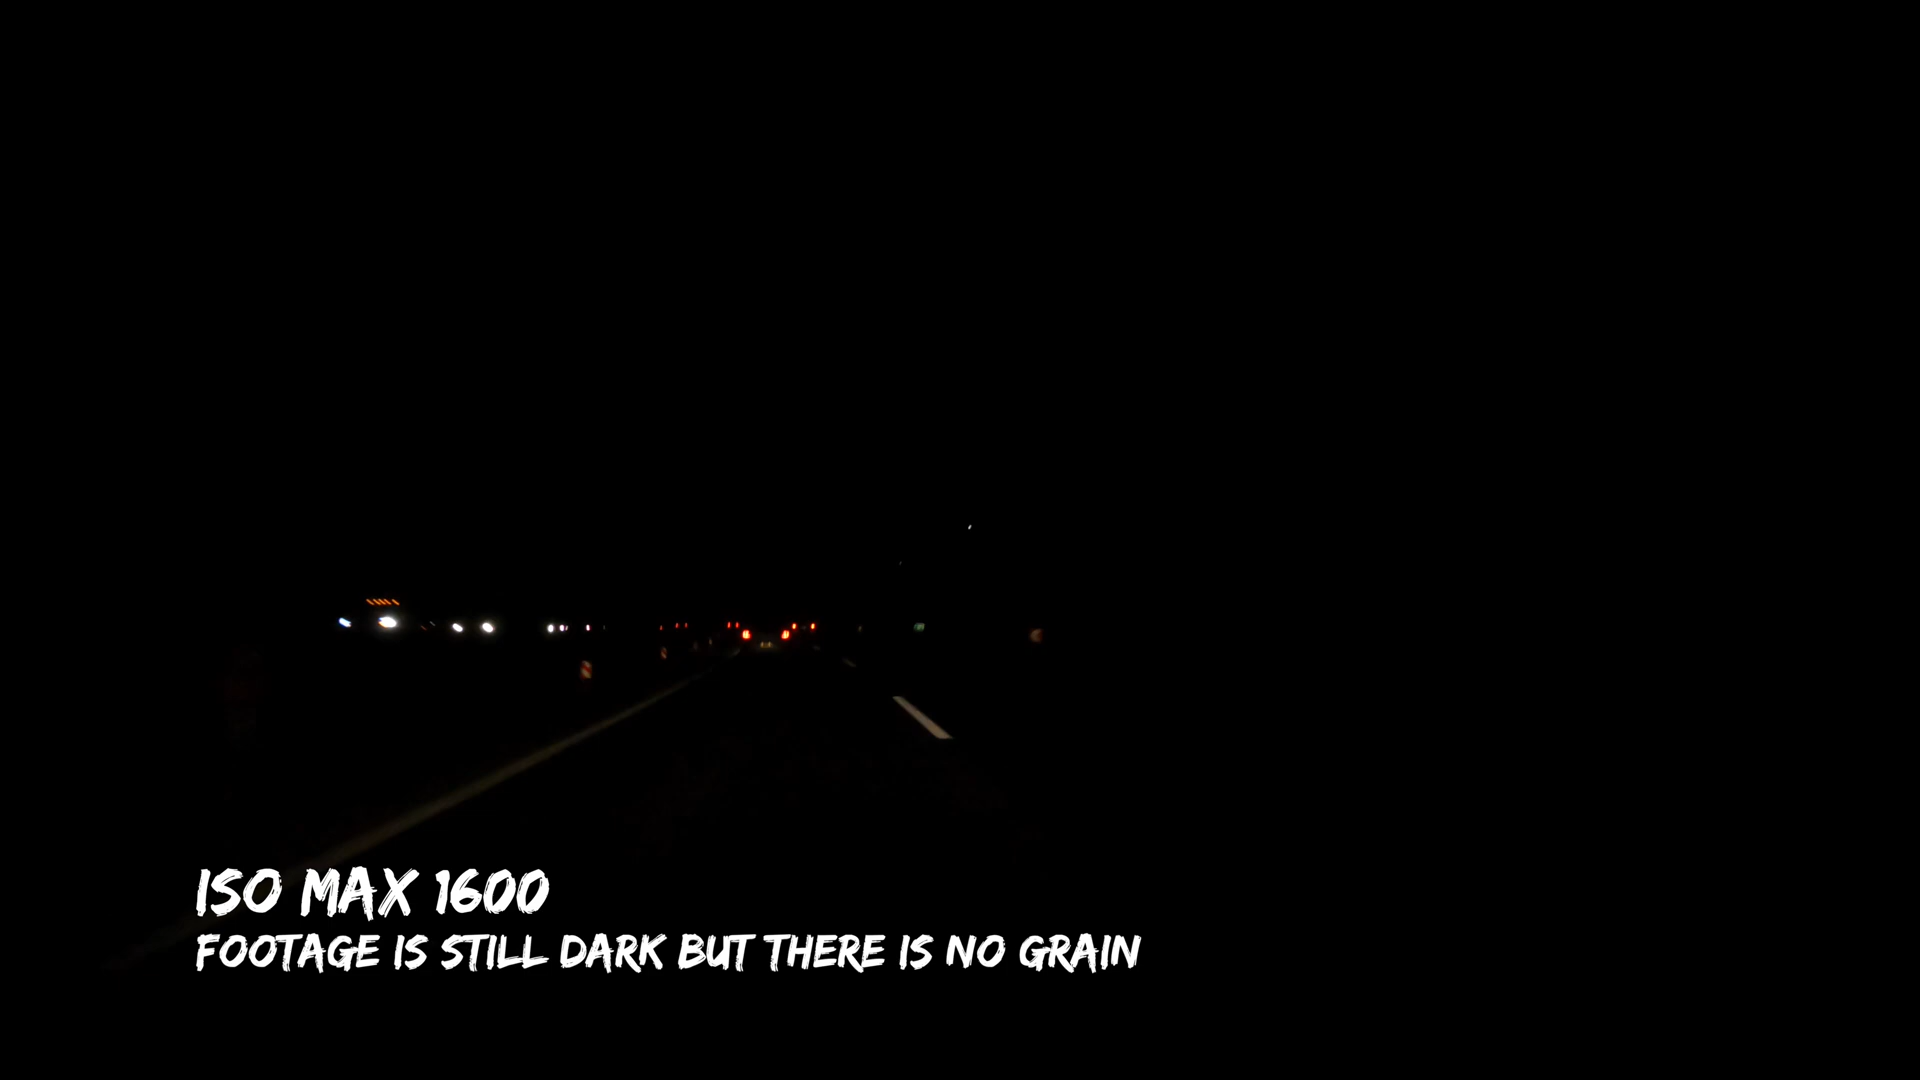 ISO MAX 1600
FOOTAGE IS STILL DARK BUT THERE IS NO GRAIN